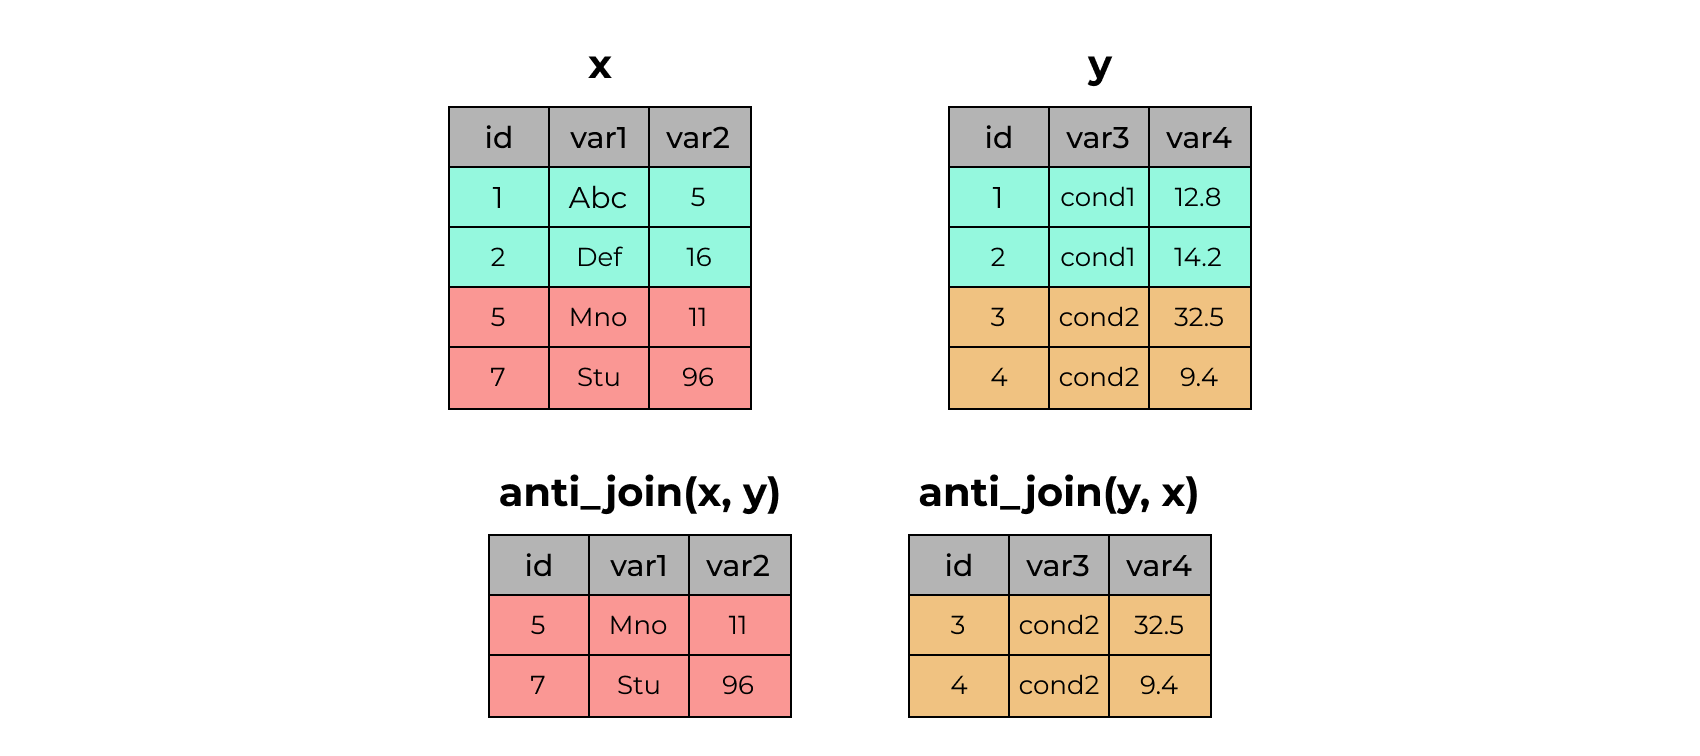 x
id var1 var2
1 Abc 5
2 Def 16
5 Mno 11
7 Stu 96
y
id var3 var4
1 cond1 12.8
2 cond1 14.2
3 cond2 32.5
4 cond2 9.4
anti_join(x, y)
id var1 var2
5 Mno 11
7 Stu 96
anti_join(y, x)
id var3 var4
3 cond2 32.5
4 cond2 9.4